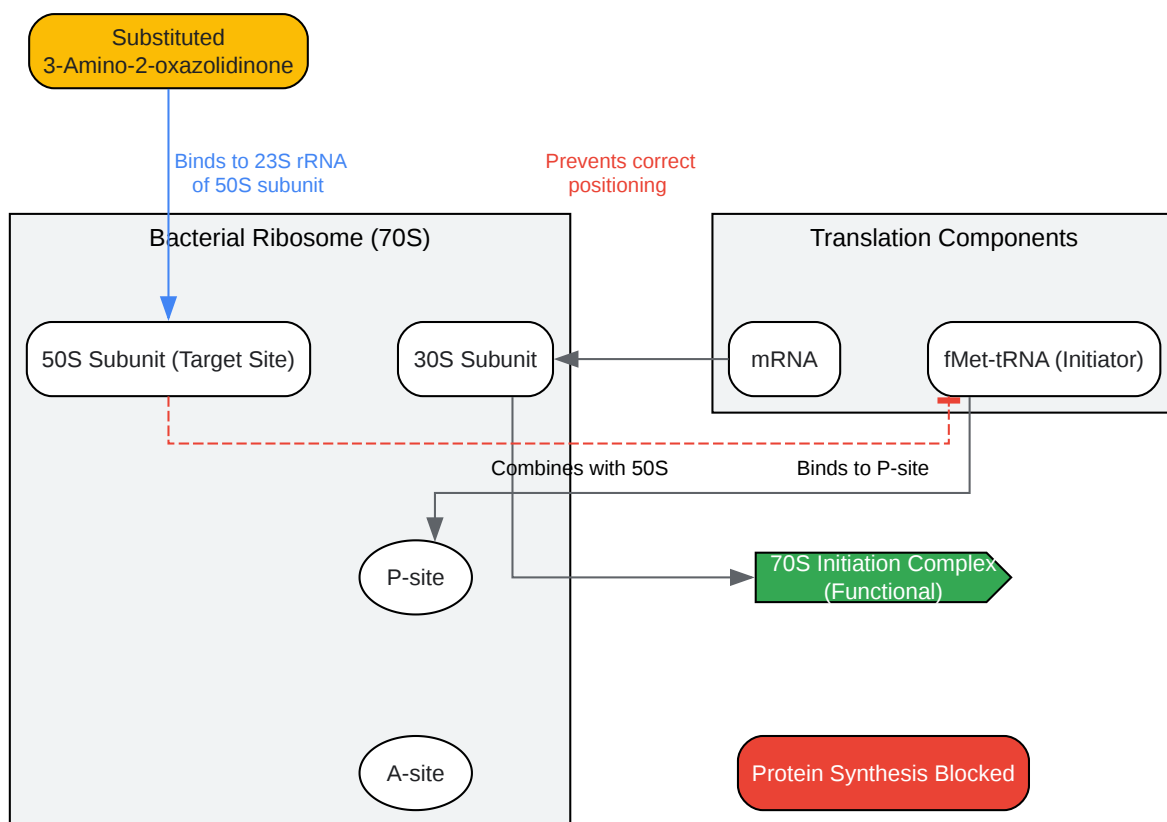 Substituted
3-Amino-2-oxazolidinone
Binds to 23S rRNA
of 50S subunit
Prevents correct
positioning
Bacterial Ribosome (70S)
Translation Components
50S Subunit (Target Site)
30S Subunit
mRNA
fMet-tRNA (Initiator)
Combines with 50S
Binds to P-site
P-site
70S Initiation Complex
(Functional)
A-site
Protein Synthesis Blocked